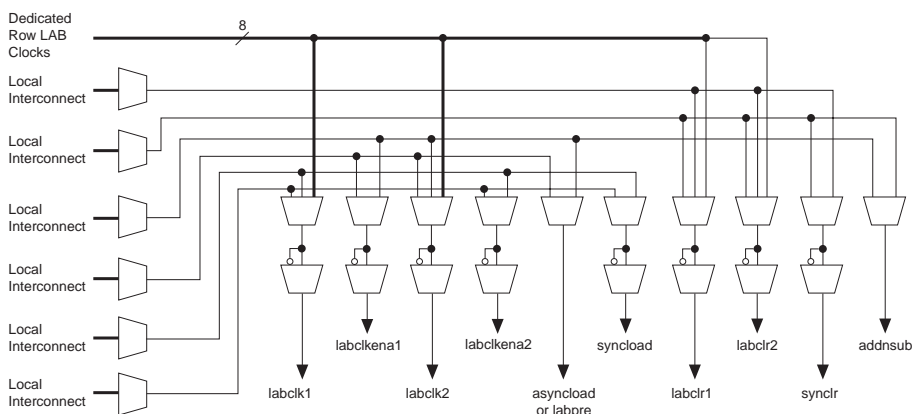 Dedicated
Row LAB
Clocks
8
Local
Interconnect
Local
Interconnect
Local
Interconnect
Local
Interconnect
Local
Interconnect
Local
Interconnect
labclkena1
labclkena2
syncload
labclr2
addnsub
labclk1
labclk2
asyncload
or labpre
labclr1
synclr